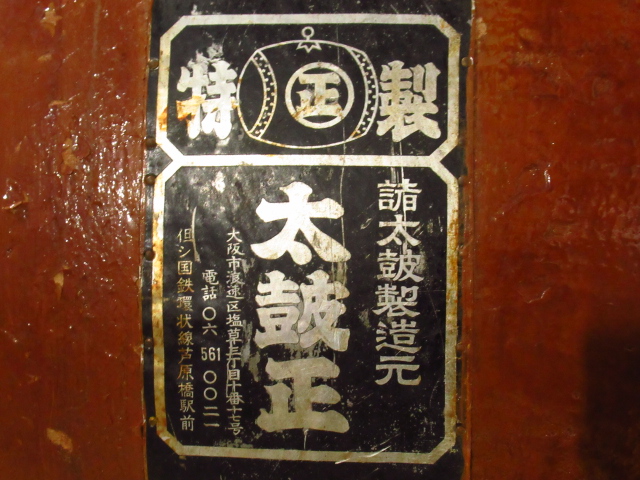 特 正 製
諸太鼓製造元
太鼓正
大阪市浪速区塩草三丁目十番十七号
電話〇六 561 〇〇二一
但シ国鉄環状線芦原橋駅前